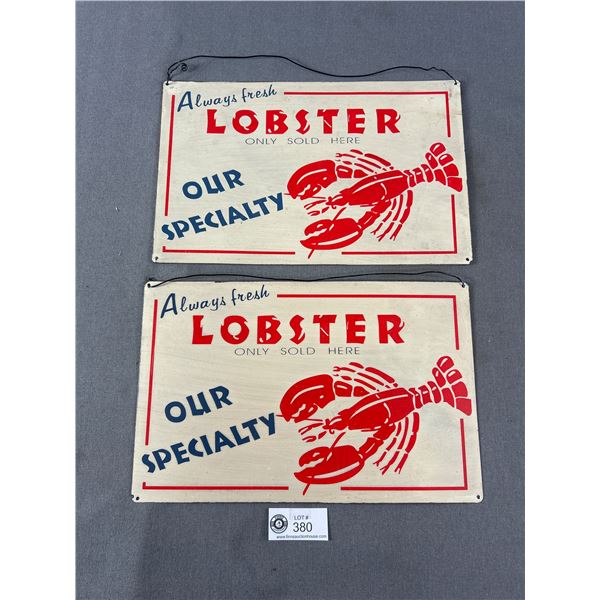 Always fresh
LOBSTER
ONLY SOLD HERE
OUR
SPECIALTY
Always fresh
LOBSTER
ONLY SOLD HERE
OUR
SPECIALTY
LOT #
380